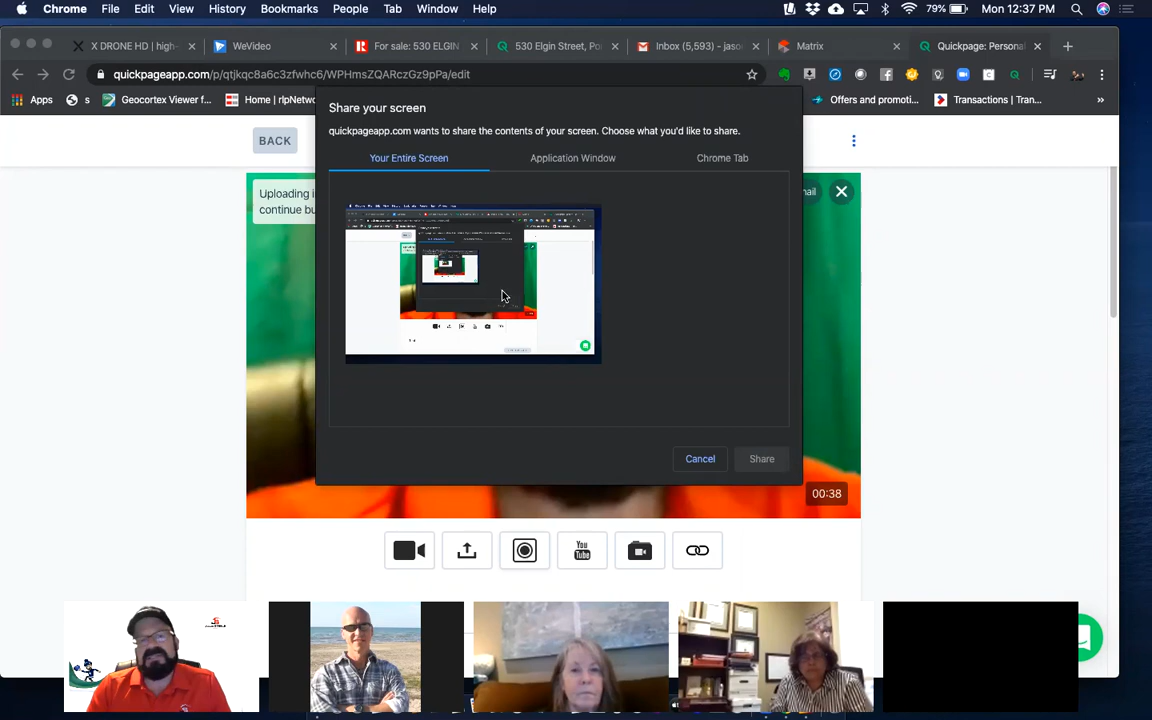 Chrome File Edit View History Bookmarks People Tab Window Help 79% Mon 12:37 PM
X DRONE HD | high- WeVideo For sale: 530 ELGIN 530 Elgin Street, Po Inbox (5,593) - jaso Matrix Quickpage: Personal
quickpageapp.com/p/qtjkqc8a6c3zfwhc6/WPHmsZQARczGz9pPa/edit
Apps s Geocortex Viewer f... Home | rlpNetw Offers and promoti... Transactions | Tran... »
Share your screen
quickpageapp.com wants to share the contents of your screen. Choose what you'd like to share.
BACK
Your Entire Screen Application Window Chrome Tab
Uploading i
continue bu
Cancel Share
00:38
You
Tube